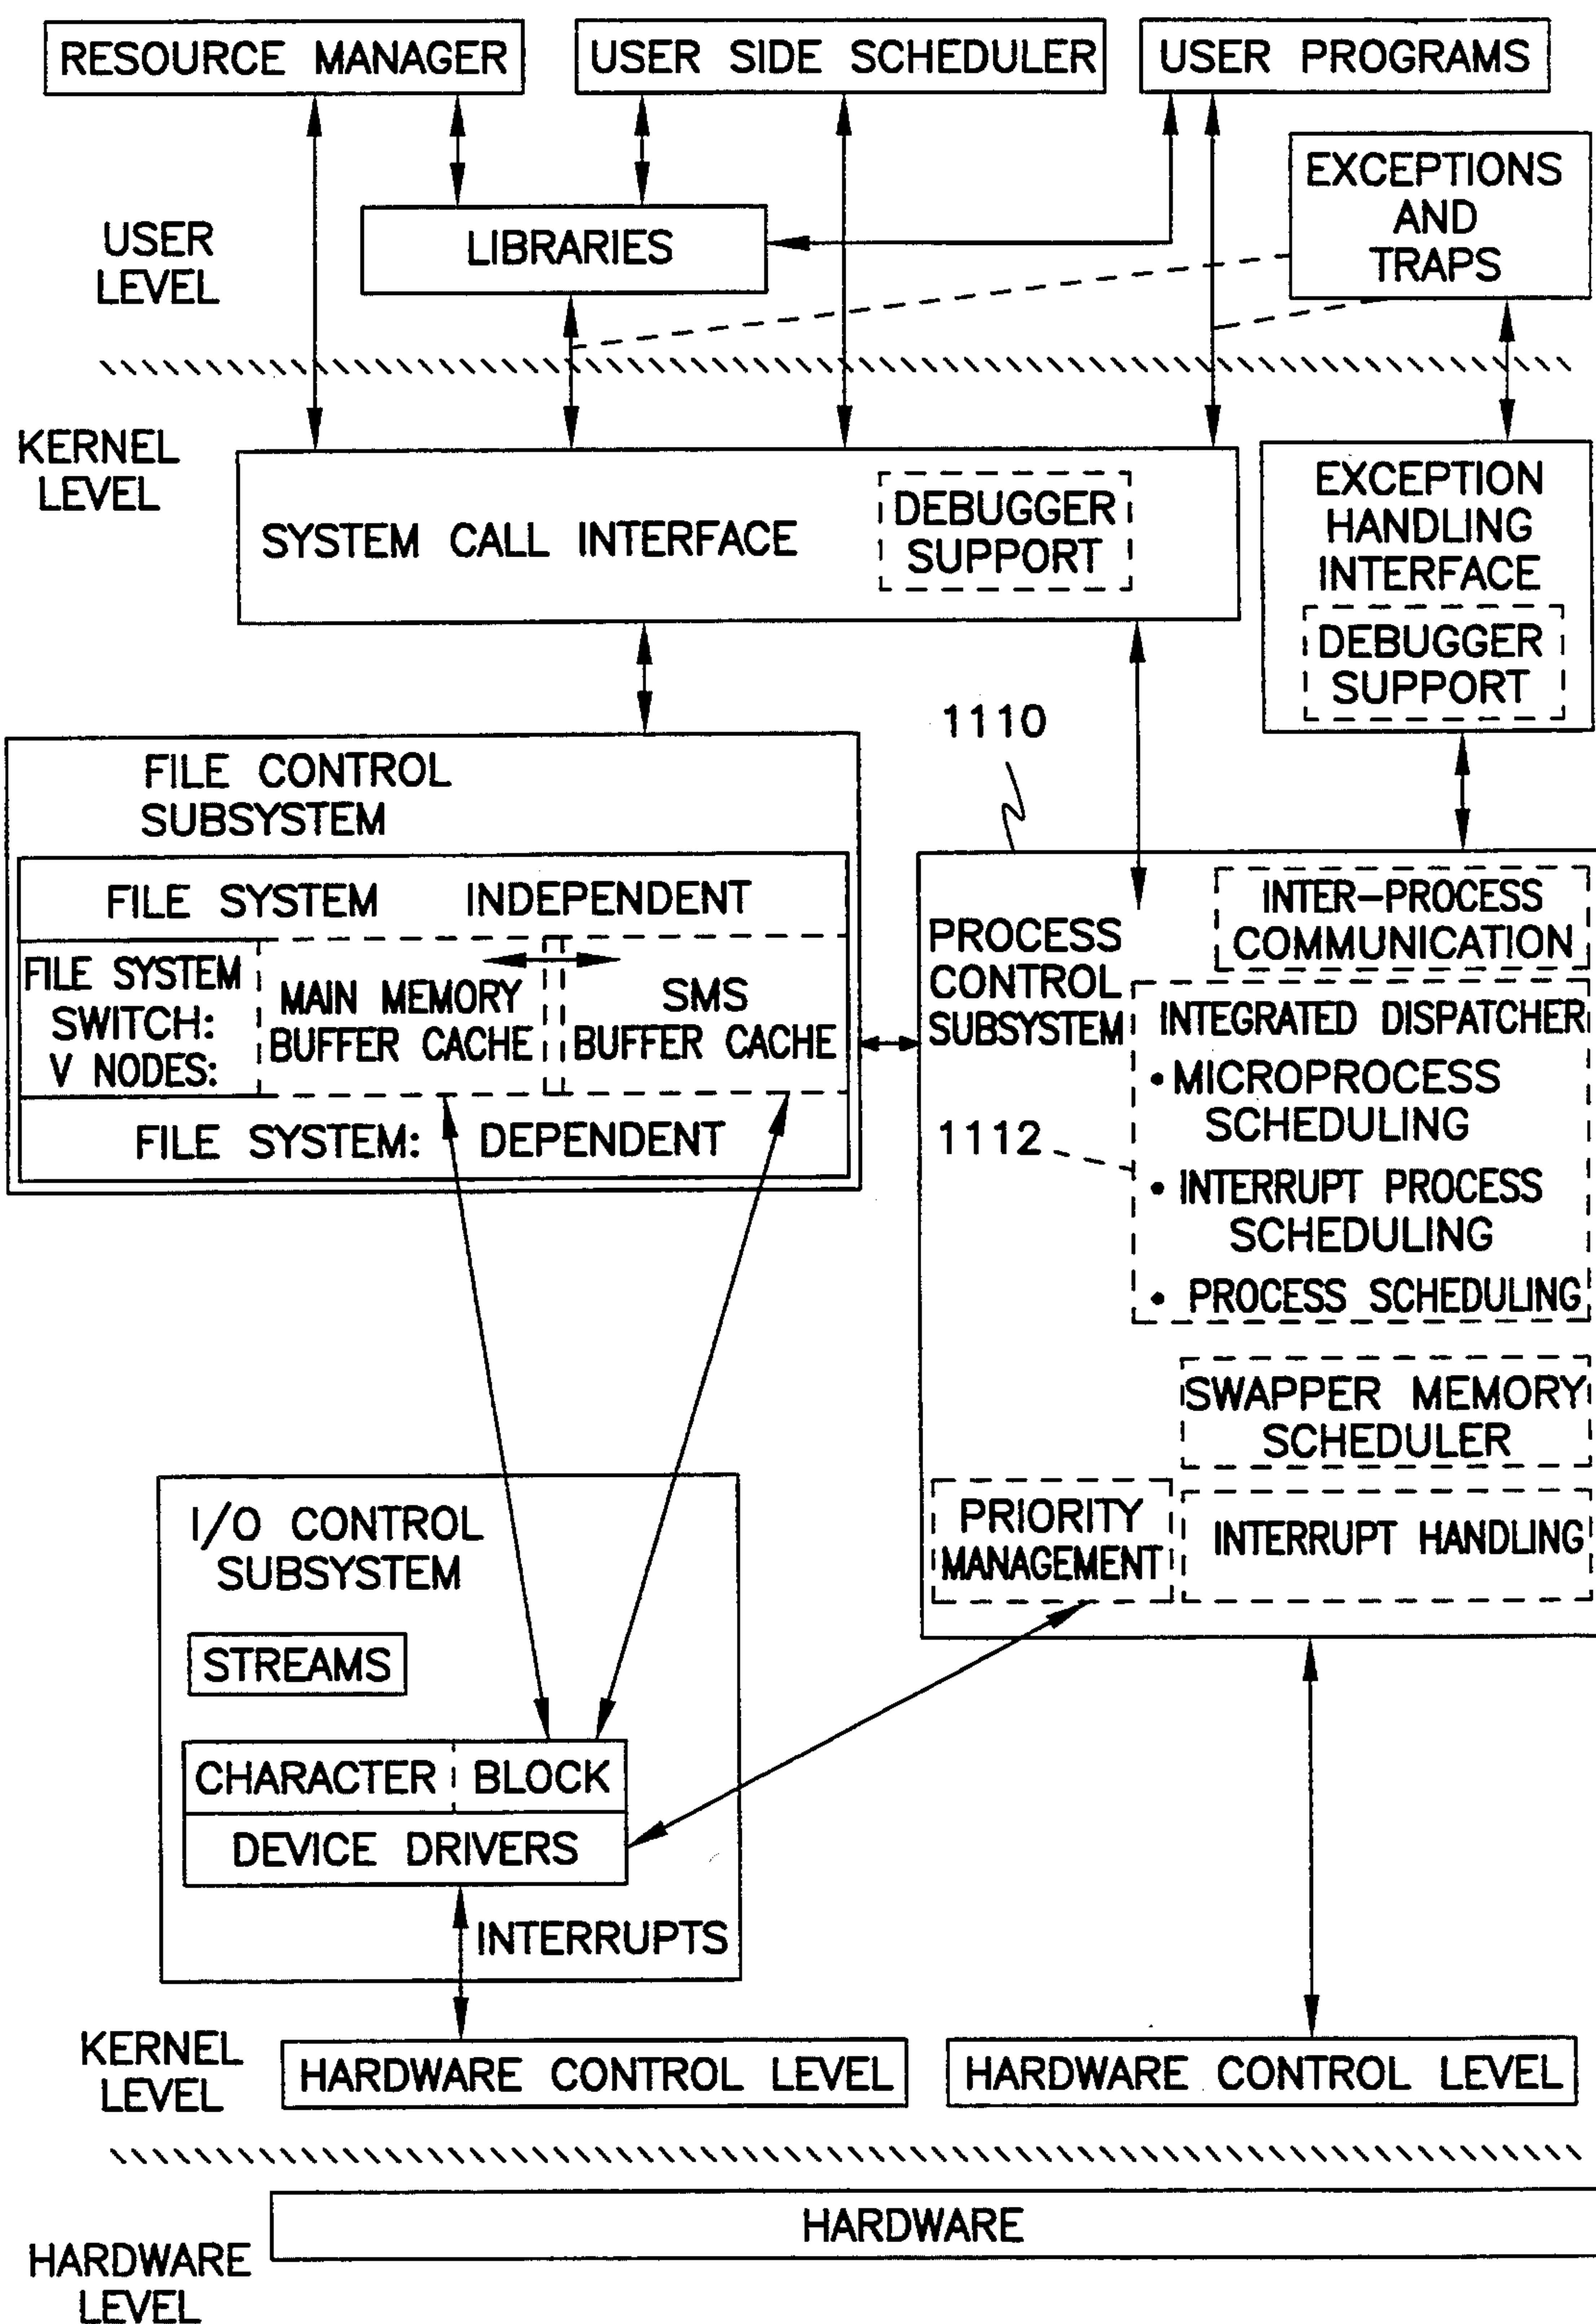 RESOURCE MANAGER
USER SIDE SCHEDULER
USER PROGRAMS
EXCEPTIONS
AND
TRAPS
LIBRARIES
USER
LEVEL
KERNEL
LEVEL
SYSTEM CALL INTERFACE
DEBUGGER
SUPPORT
EXCEPTION
HANDLING
INTERFACE
DEBUGGER
SUPPORT
1110
FILE CONTROL
SUBSYSTEM
FILE SYSTEM INDEPENDENT
FILE SYSTEM
SWITCH:
V NODES:
MAIN MEMORY
BUFFER CACHE
SMS
BUFFER CACHE
FILE SYSTEM: DEPENDENT
PROCESS
CONTROL
SUBSYSTEM
INTER-PROCESS
COMMUNICATION
INTEGRATED DISPATCHER
• MICROPROCESS
SCHEDULING
1112
• INTERRUPT PROCESS
SCHEDULING
• PROCESS SCHEDULING
SWAPPER MEMORY
SCHEDULER
PRIORITY
MANAGEMENT
INTERRUPT HANDLING
I/O CONTROL
SUBSYSTEM
STREAMS
CHARACTER
BLOCK
DEVICE DRIVERS
INTERRUPTS
KERNEL
LEVEL
HARDWARE CONTROL LEVEL
HARDWARE CONTROL LEVEL
HARDWARE
HARDWARE
LEVEL